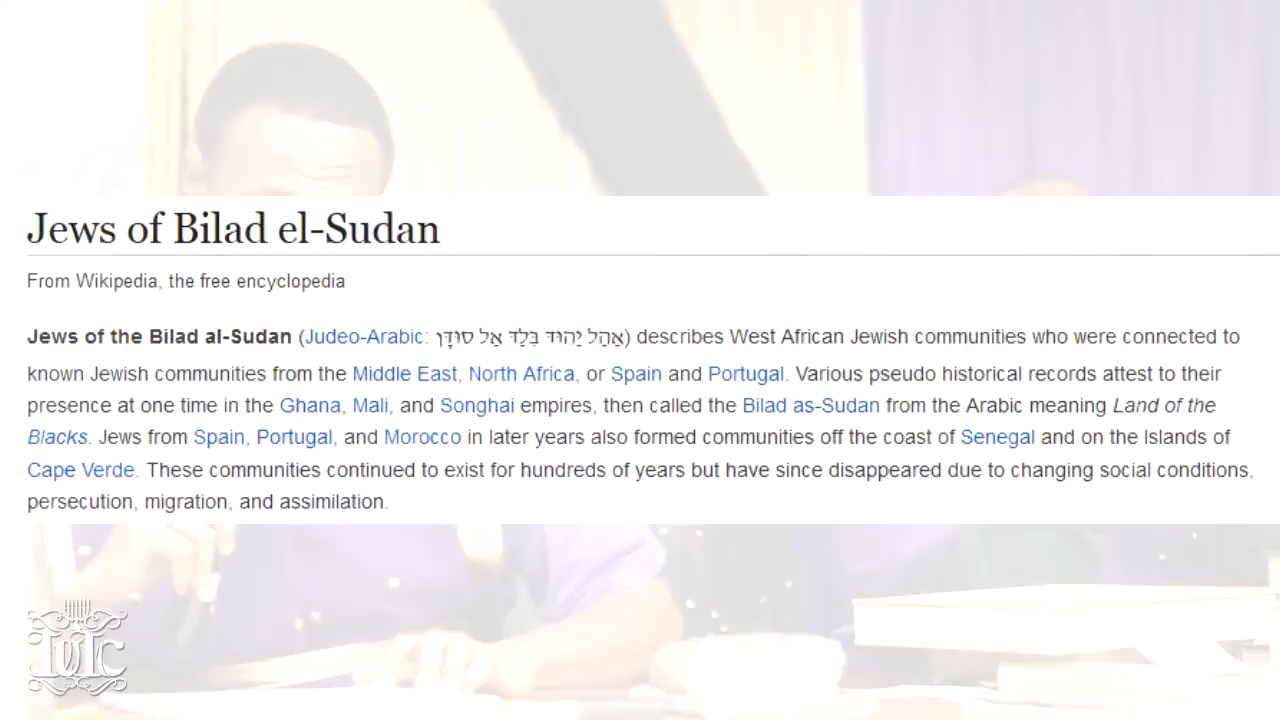 Jews of Bilad el-Sudan
From Wikipedia, the free encyclopedia
Jews of the Bilad al-Sudan (Judeo-Arabic: אַהַל יַהוּדּ בִּלַדּ אַל סוּדָּן) describes West African Jewish communities who were connected to
known Jewish communities from the Middle East, North Africa, or Spain and Portugal. Various pseudo historical records attest to their
presence at one time in the Ghana, Mali, and Songhai empires, then called the Bilad as-Sudan from the Arabic meaning Land of the
Blacks. Jews from Spain, Portugal, and Morocco in later years also formed communities off the coast of Senegal and on the Islands of
Cape Verde. These communities continued to exist for hundreds of years but have since disappeared due to changing social conditions,
persecution, migration, and assimilation.
IUIC